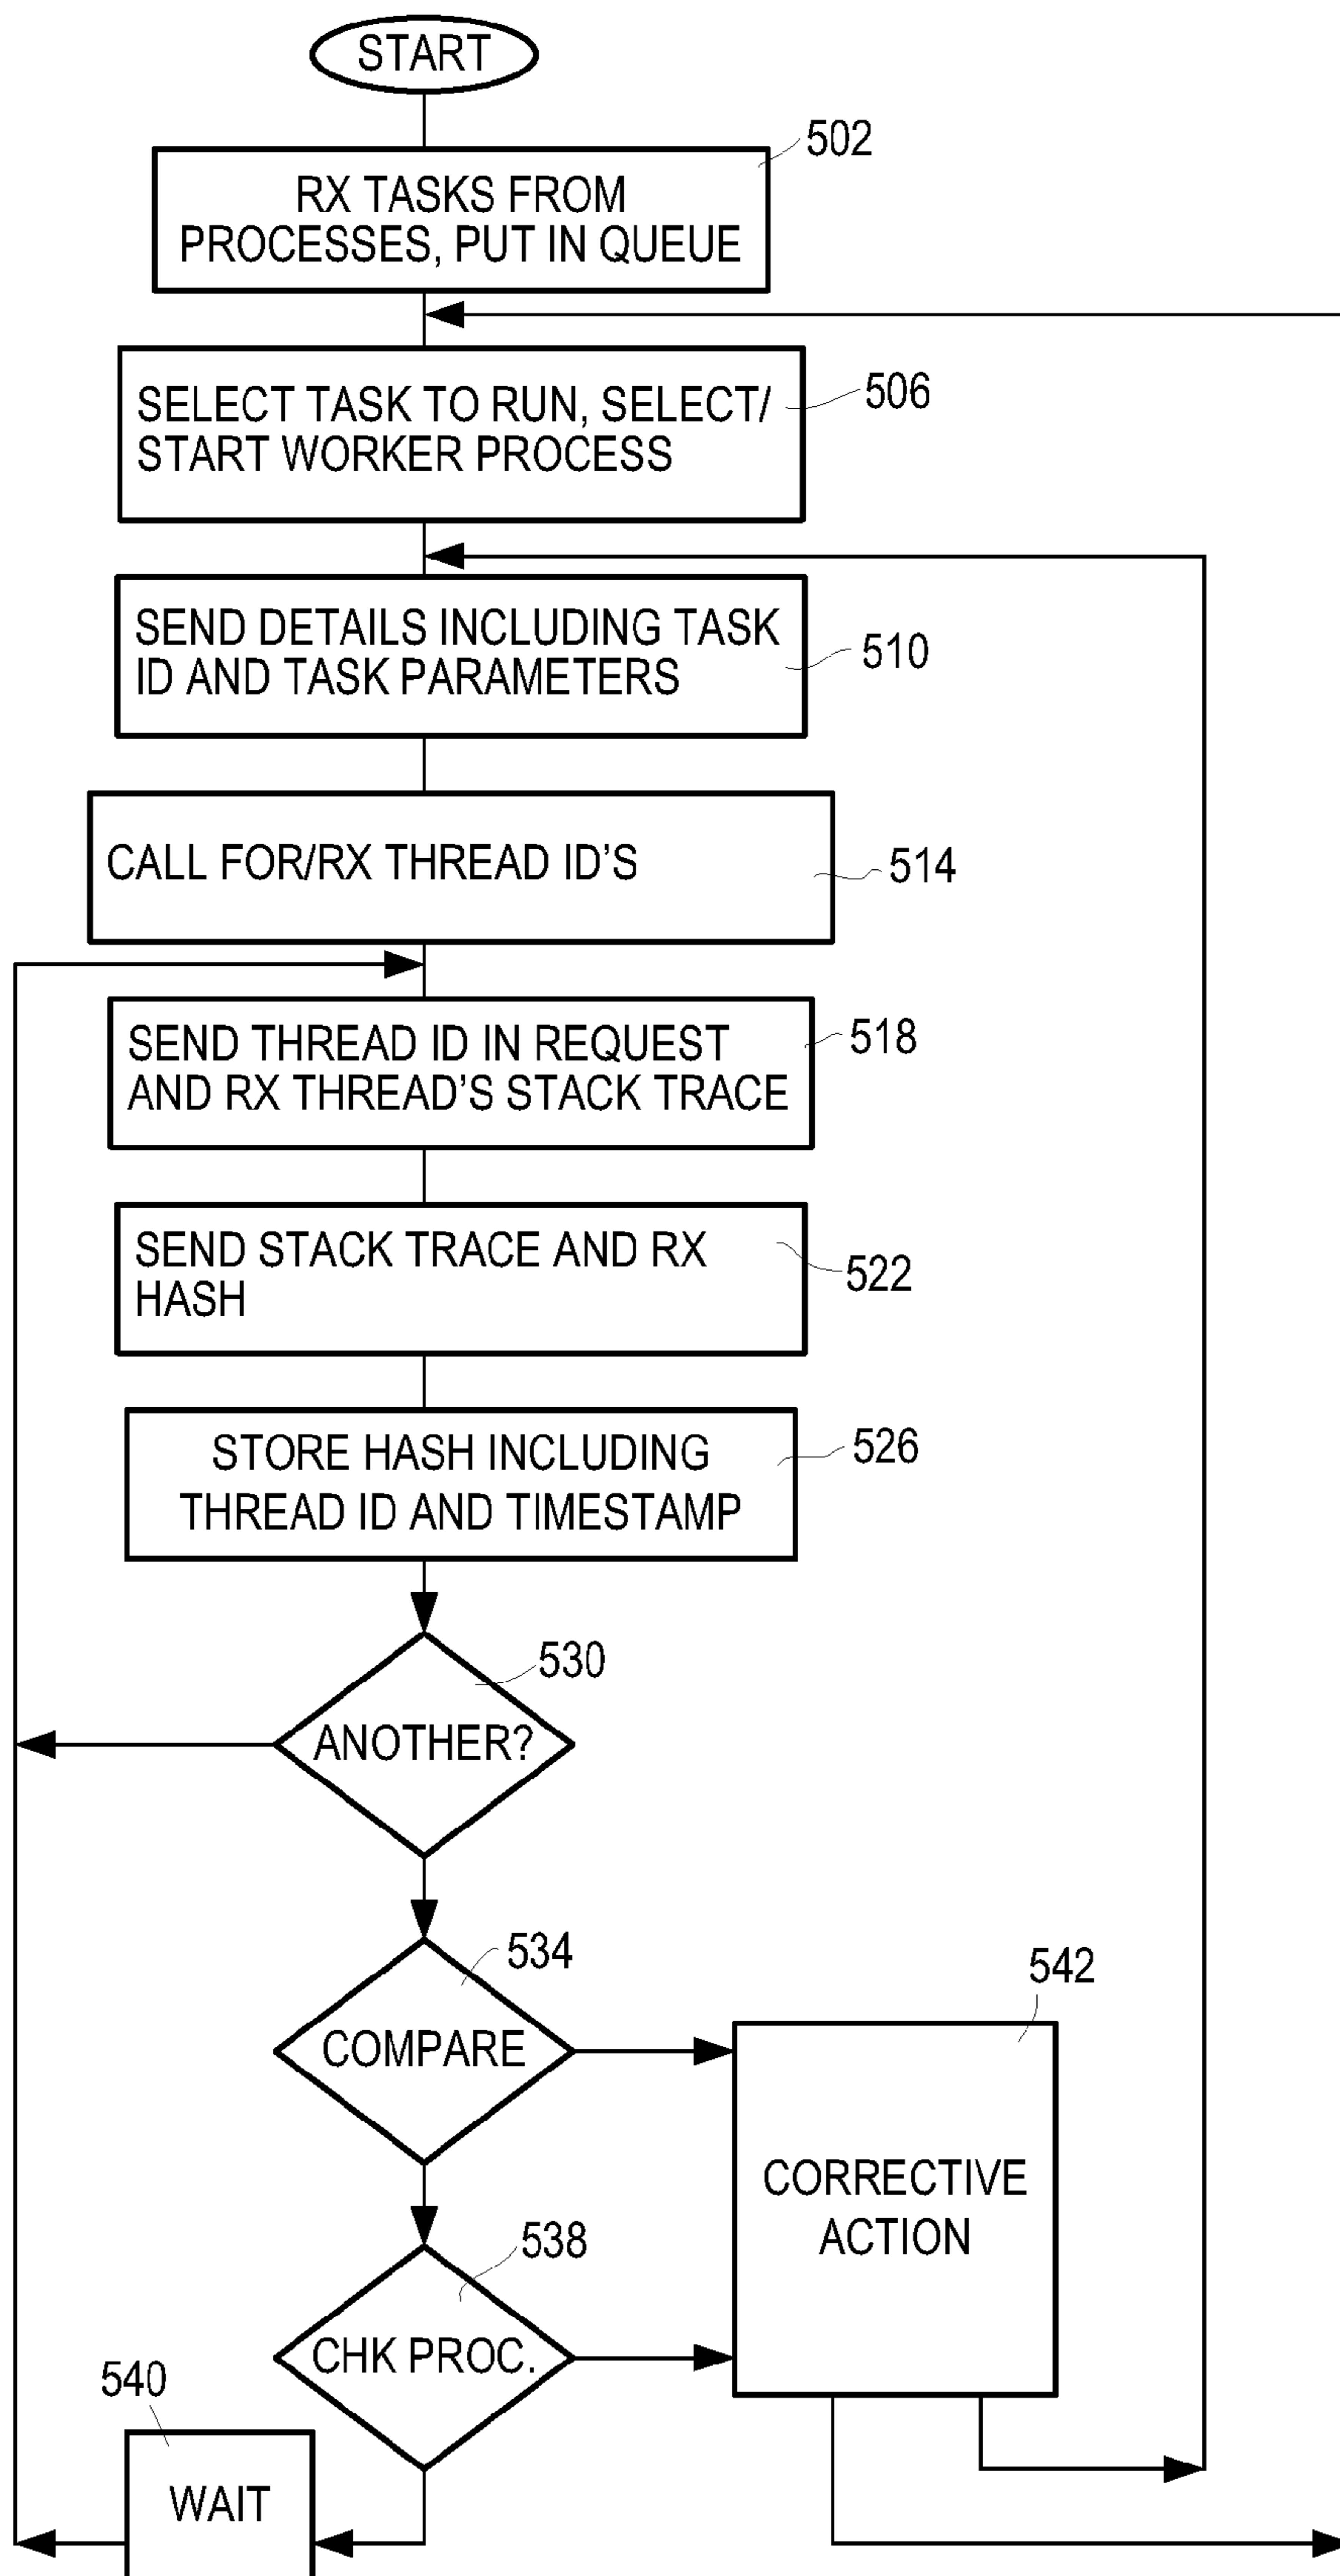 START
502
RX TASKS FROM
PROCESSES, PUT IN QUEUE
506
SELECT TASK TO RUN, SELECT/
START WORKER PROCESS
510
SEND DETAILS INCLUDING TASK
ID AND TASK PARAMETERS
514
CALL FOR/RX THREAD ID'S
518
SEND THREAD ID IN REQUEST
AND RX THREAD'S STACK TRACE
522
SEND STACK TRACE AND RX
HASH
526
STORE HASH INCLUDING
THREAD ID AND TIMESTAMP
530
ANOTHER?
534
COMPARE
542
CORRECTIVE
ACTION
538
CHK PROC.
540
WAIT